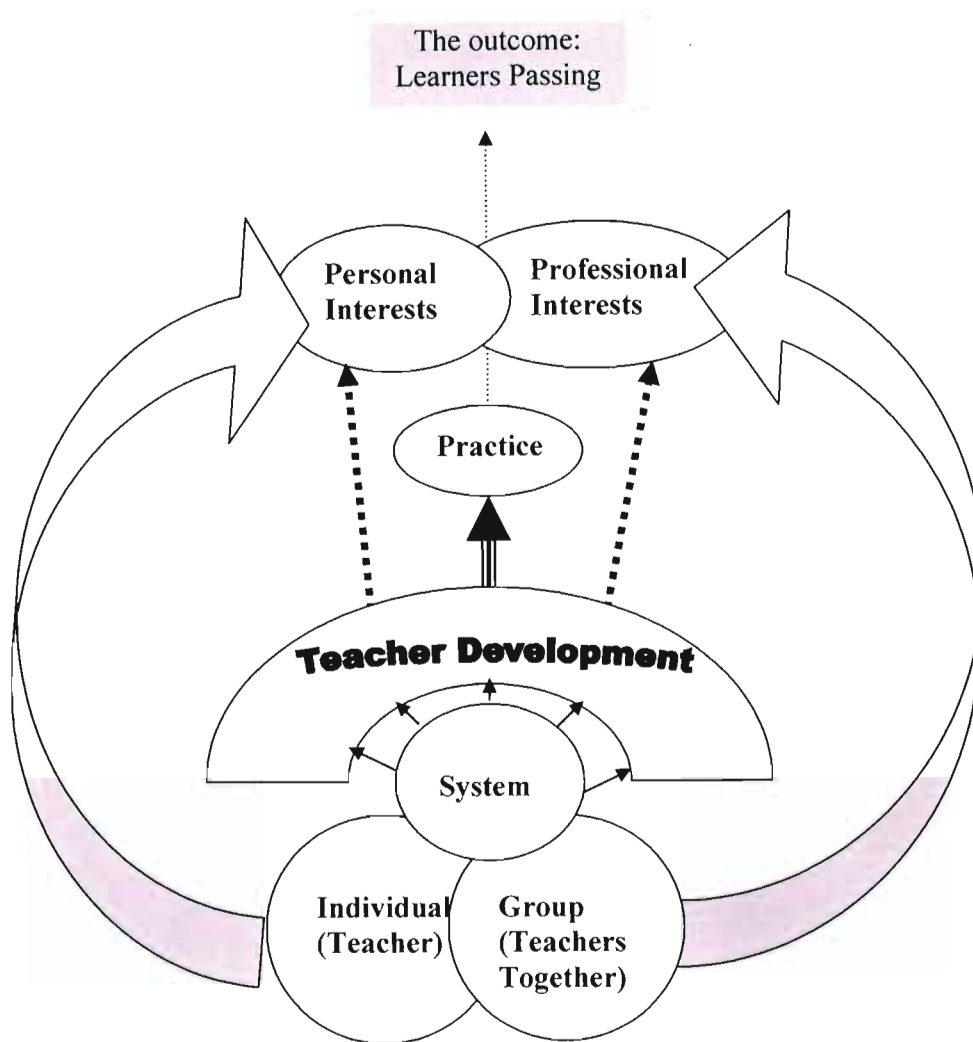 The outcome:
Learners Passing
Personal
Interests
Professional
Interests
Practice
Teacher Development
System
Individual
(Teacher)
Group
(Teachers
Together)